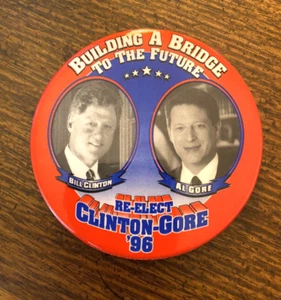 BUILDING A BRIDGE
TO THE FUTURE
BILL CLINTON
AL GORE
RE-ELECT
CLINTON-GORE
'96